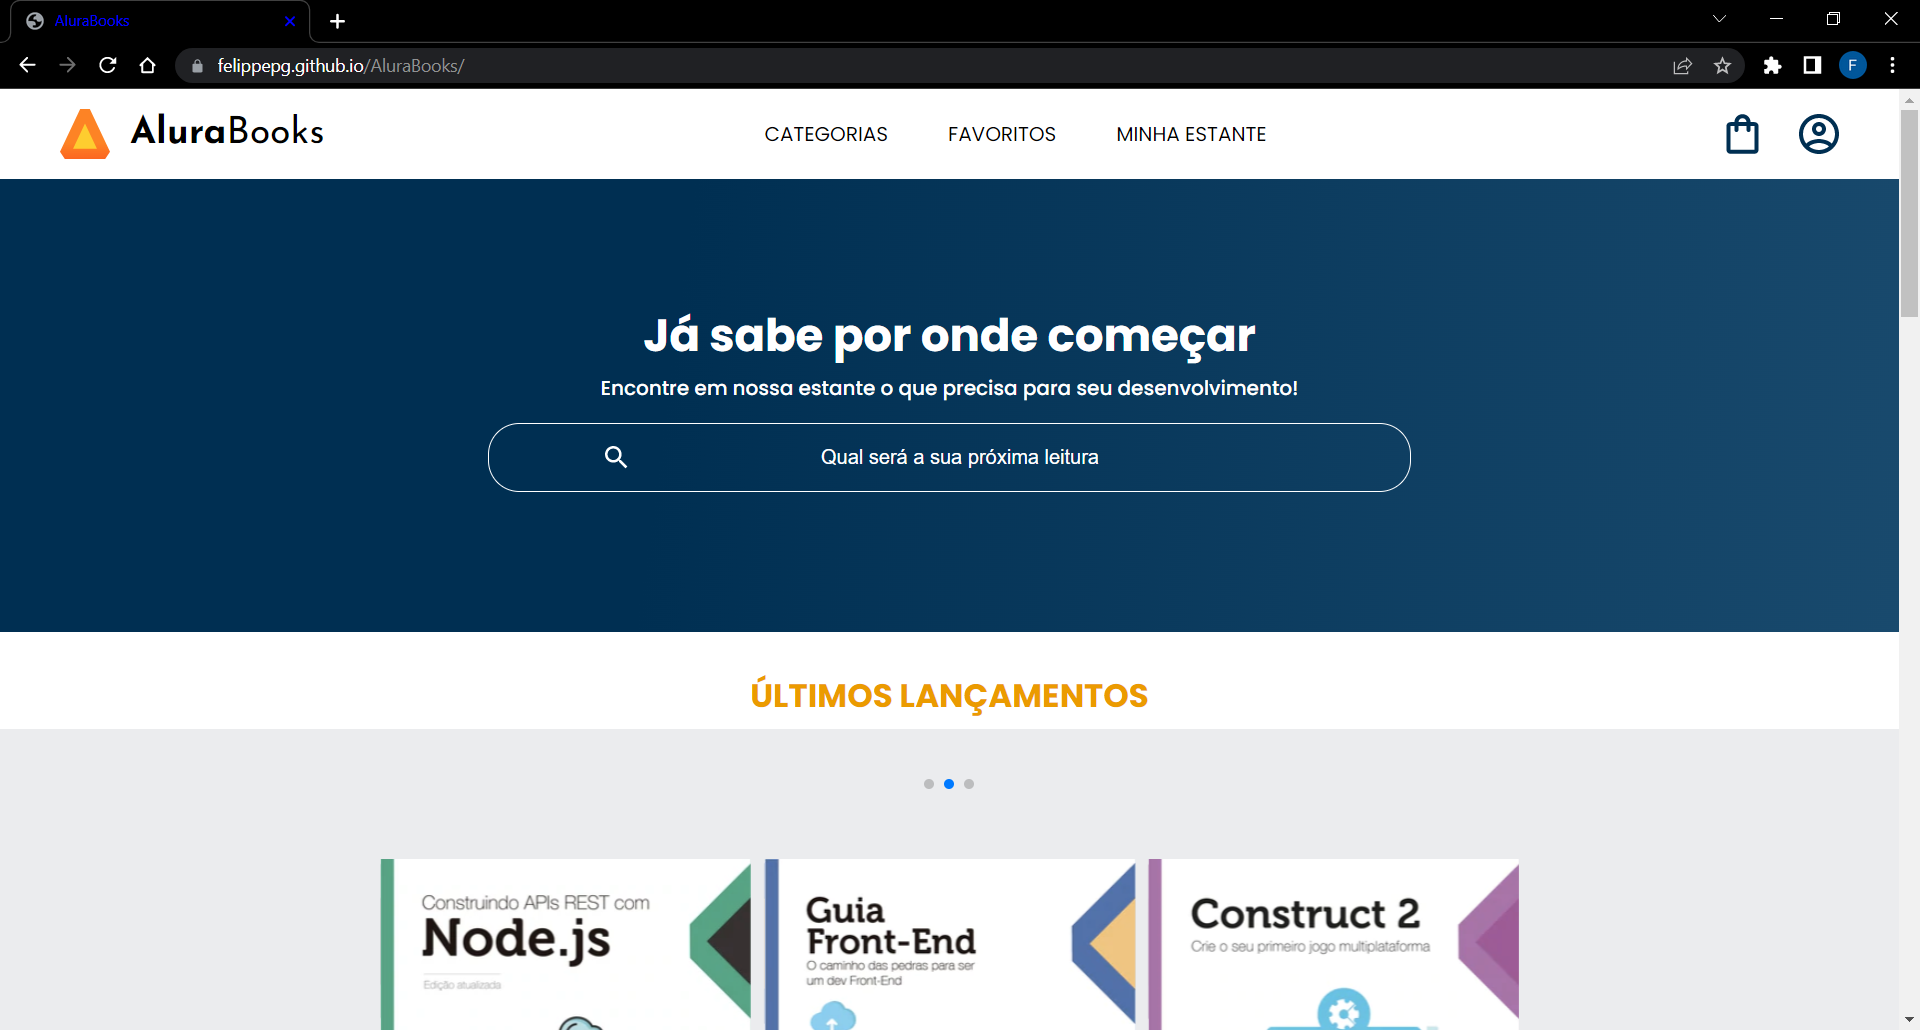 AluraBooks
felippepg.github.io/AluraBooks/
F
AluraBooks
CATEGORIAS
FAVORITOS
MINHA ESTANTE
Já sabe por onde começar
Encontre em nossa estante o que precisa para seu desenvolvimento!
Qual será a sua próxima leitura
ÚLTIMOS LANÇAMENTOS
Construindo APIs REST com
Node.js
Edição atualizada
Guia
Front-End
O caminho das pedras para ser
um dev Front-End
Construct 2
Crie o seu primeiro jogo multiplataforma